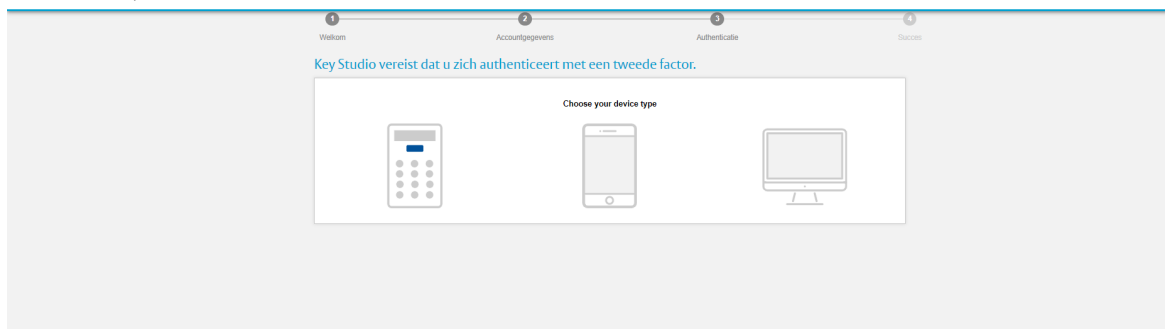 1 2 3 4
Welkom Accountgegevens Authenticatie Succes
Key Studio vereist dat u zich authenticeert met een tweede factor.
Choose your device type